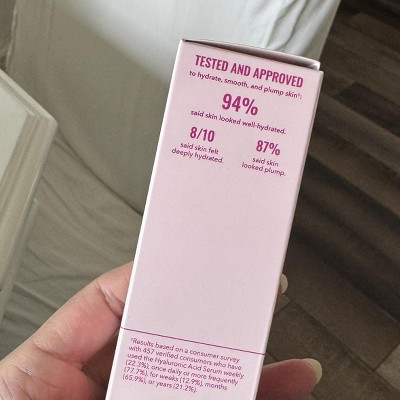 TESTED AND APPROVED
to hydrate, smooth, and plump skin†:
94%
said skin looked well-hydrated.
8/10
said skin felt
deeply hydrated.
87%
said skin
looked plump.
†Results based on a consumer survey
with 457 verified consumers who have
used the Hyaluronic Acid Serum weekly
(22.3%), once daily or more frequently
(77.7%), for weeks (12.9%), months
(65.9%), or years (21.2%).